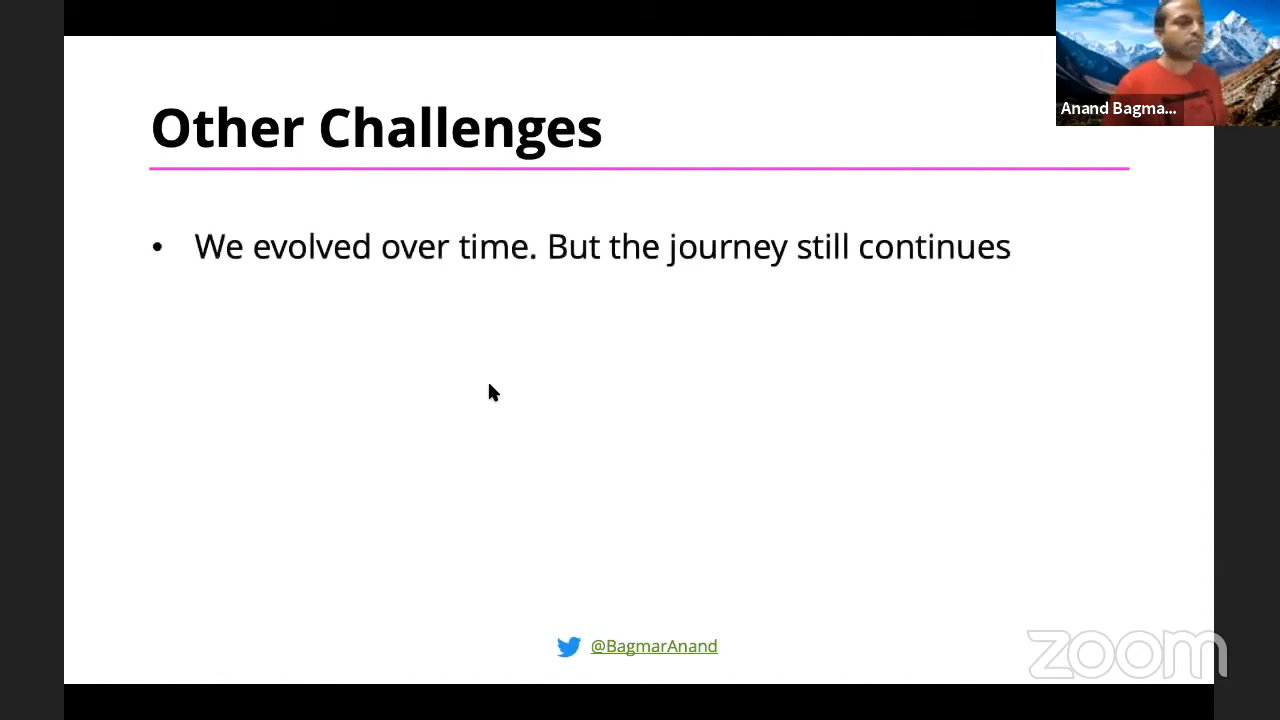 Other Challenges
Anand Bagma...
• We evolved over time. But the journey still continues
@BagmarAnand
zoom